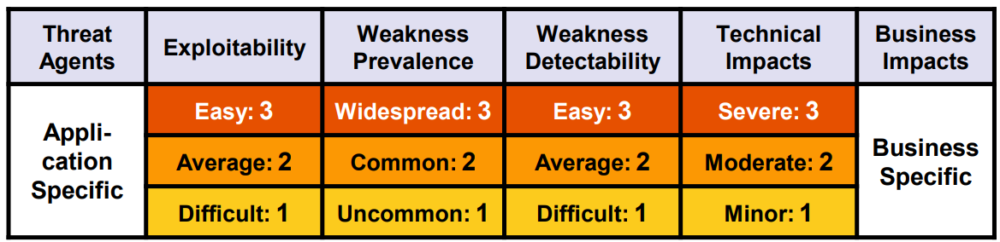 Threat
Agents
Exploitability
Weakness
Prevalence
Weakness
Detectability
Technical
Impacts
Business
Impacts
Appli-
cation
Specific
Easy: 3
Widespread: 3
Easy: 3
Severe: 3
Business
Specific
Average: 2
Common: 2
Average: 2
Moderate: 2
Difficult: 1
Uncommon: 1
Difficult: 1
Minor: 1